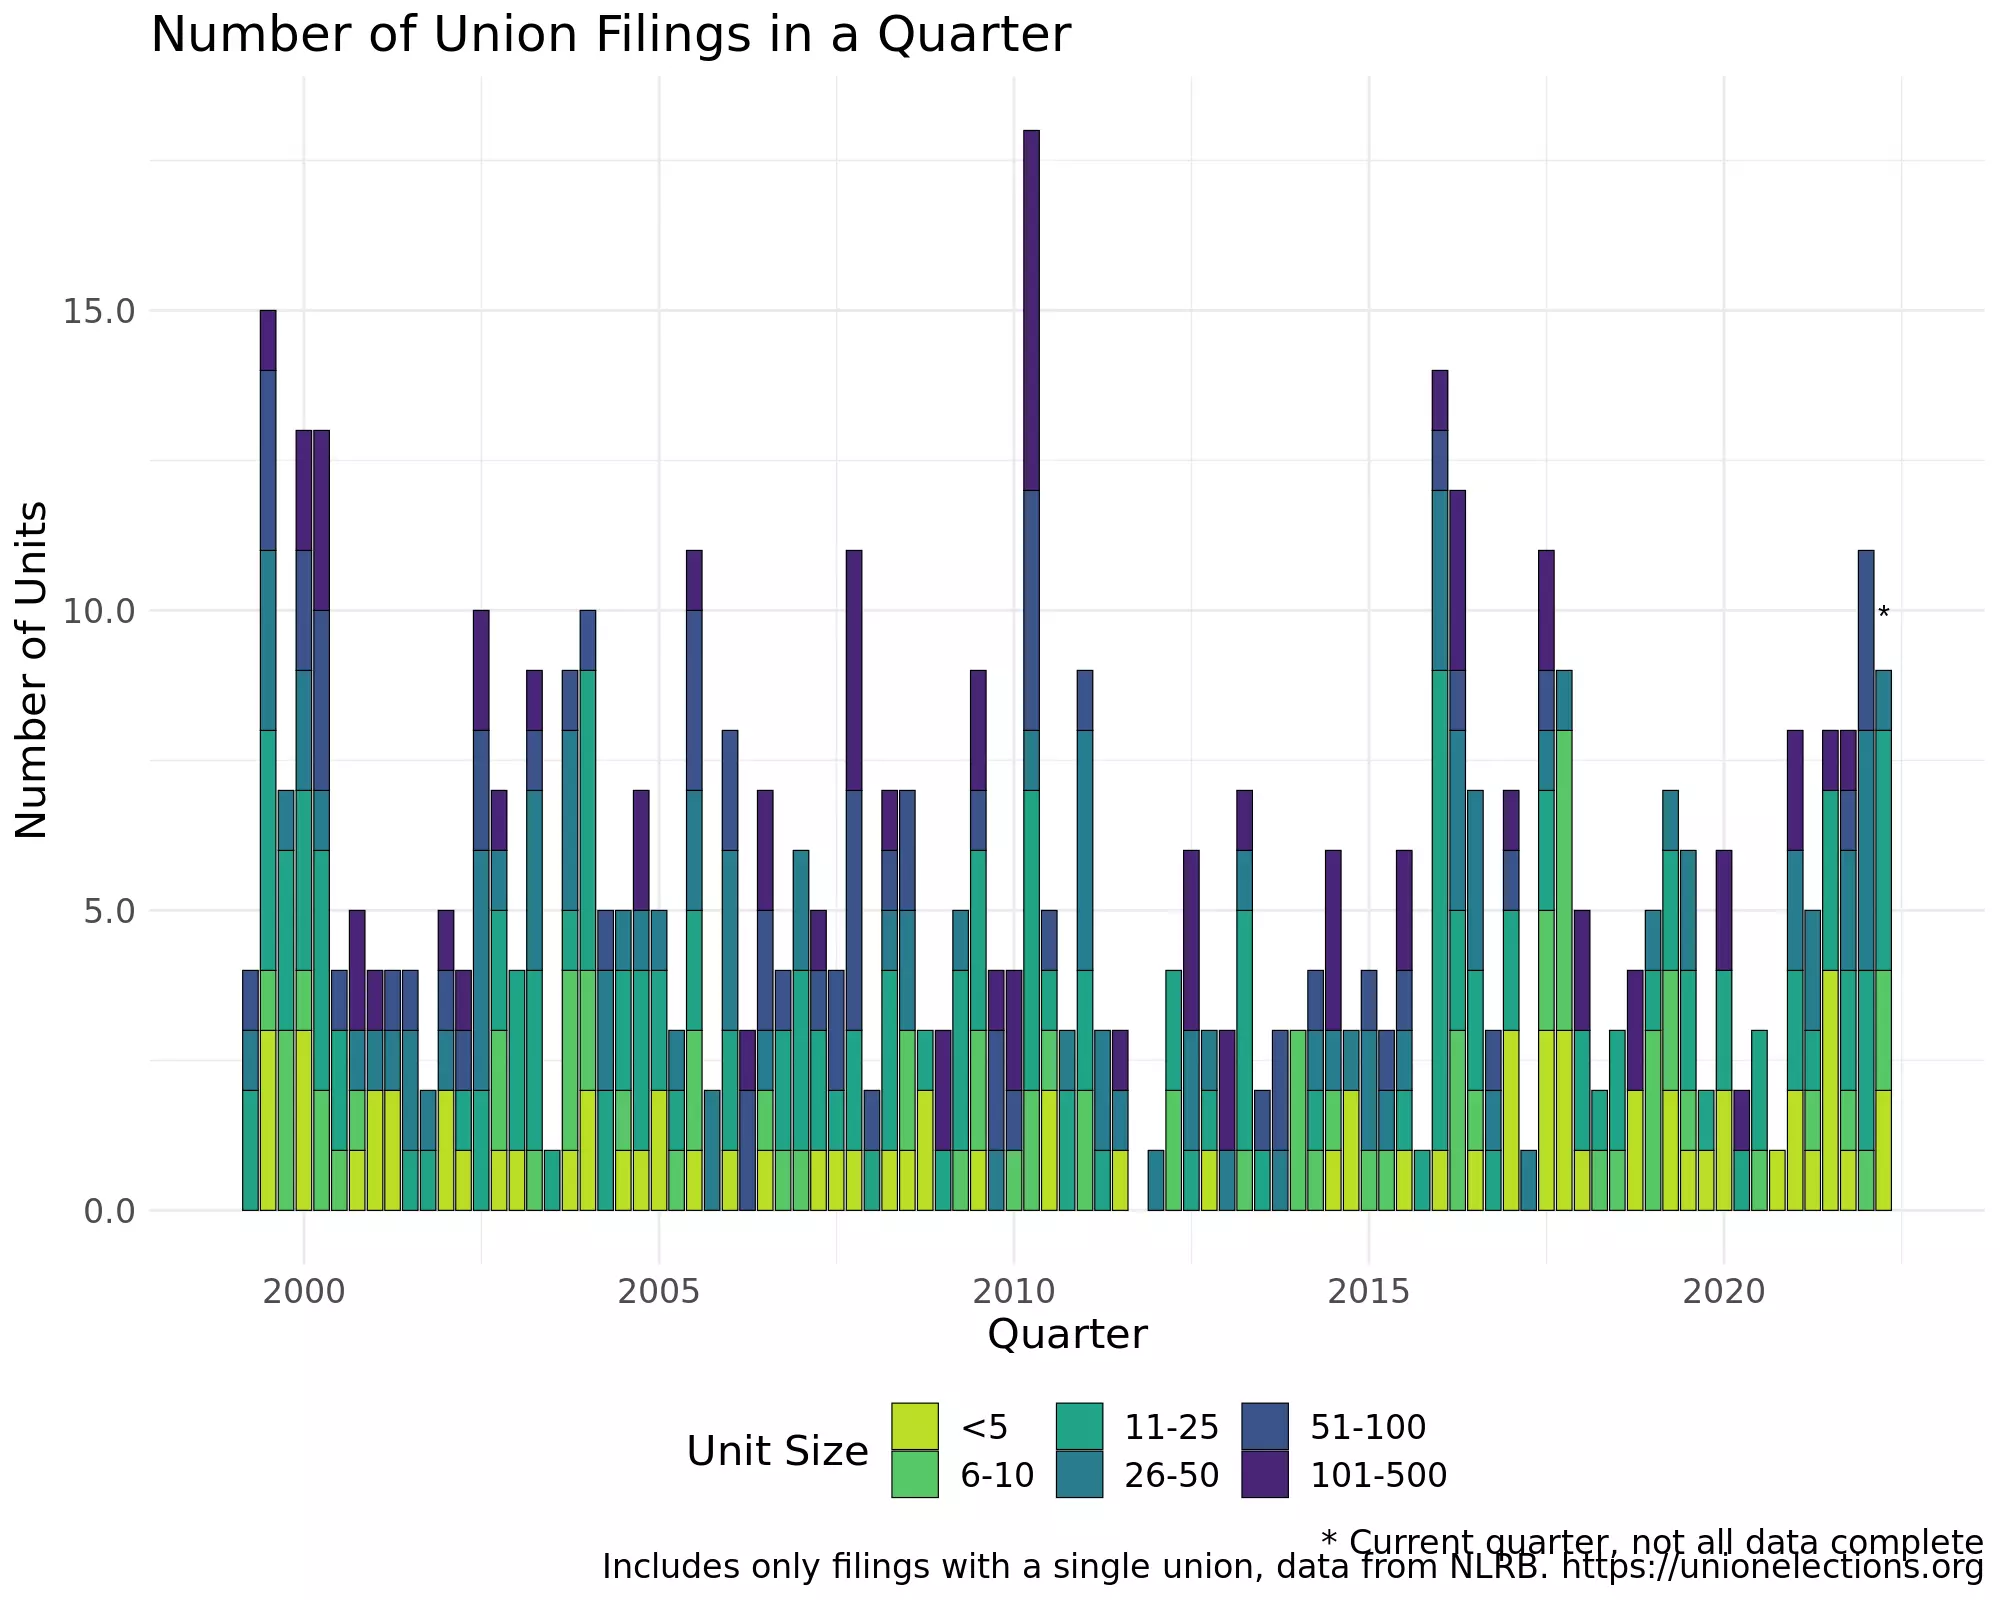 Number of Union Filings in a Quarter
Number of Units
15.0
10.0
5.0
0.0
*
2000 2005 2010 2015 2020
Quarter
Unit Size
<5 11-25 51-100
6-10 26-50 101-500
* Current quarter, not all data complete
Includes only filings with a single union, data from NLRB. https://unionelections.org